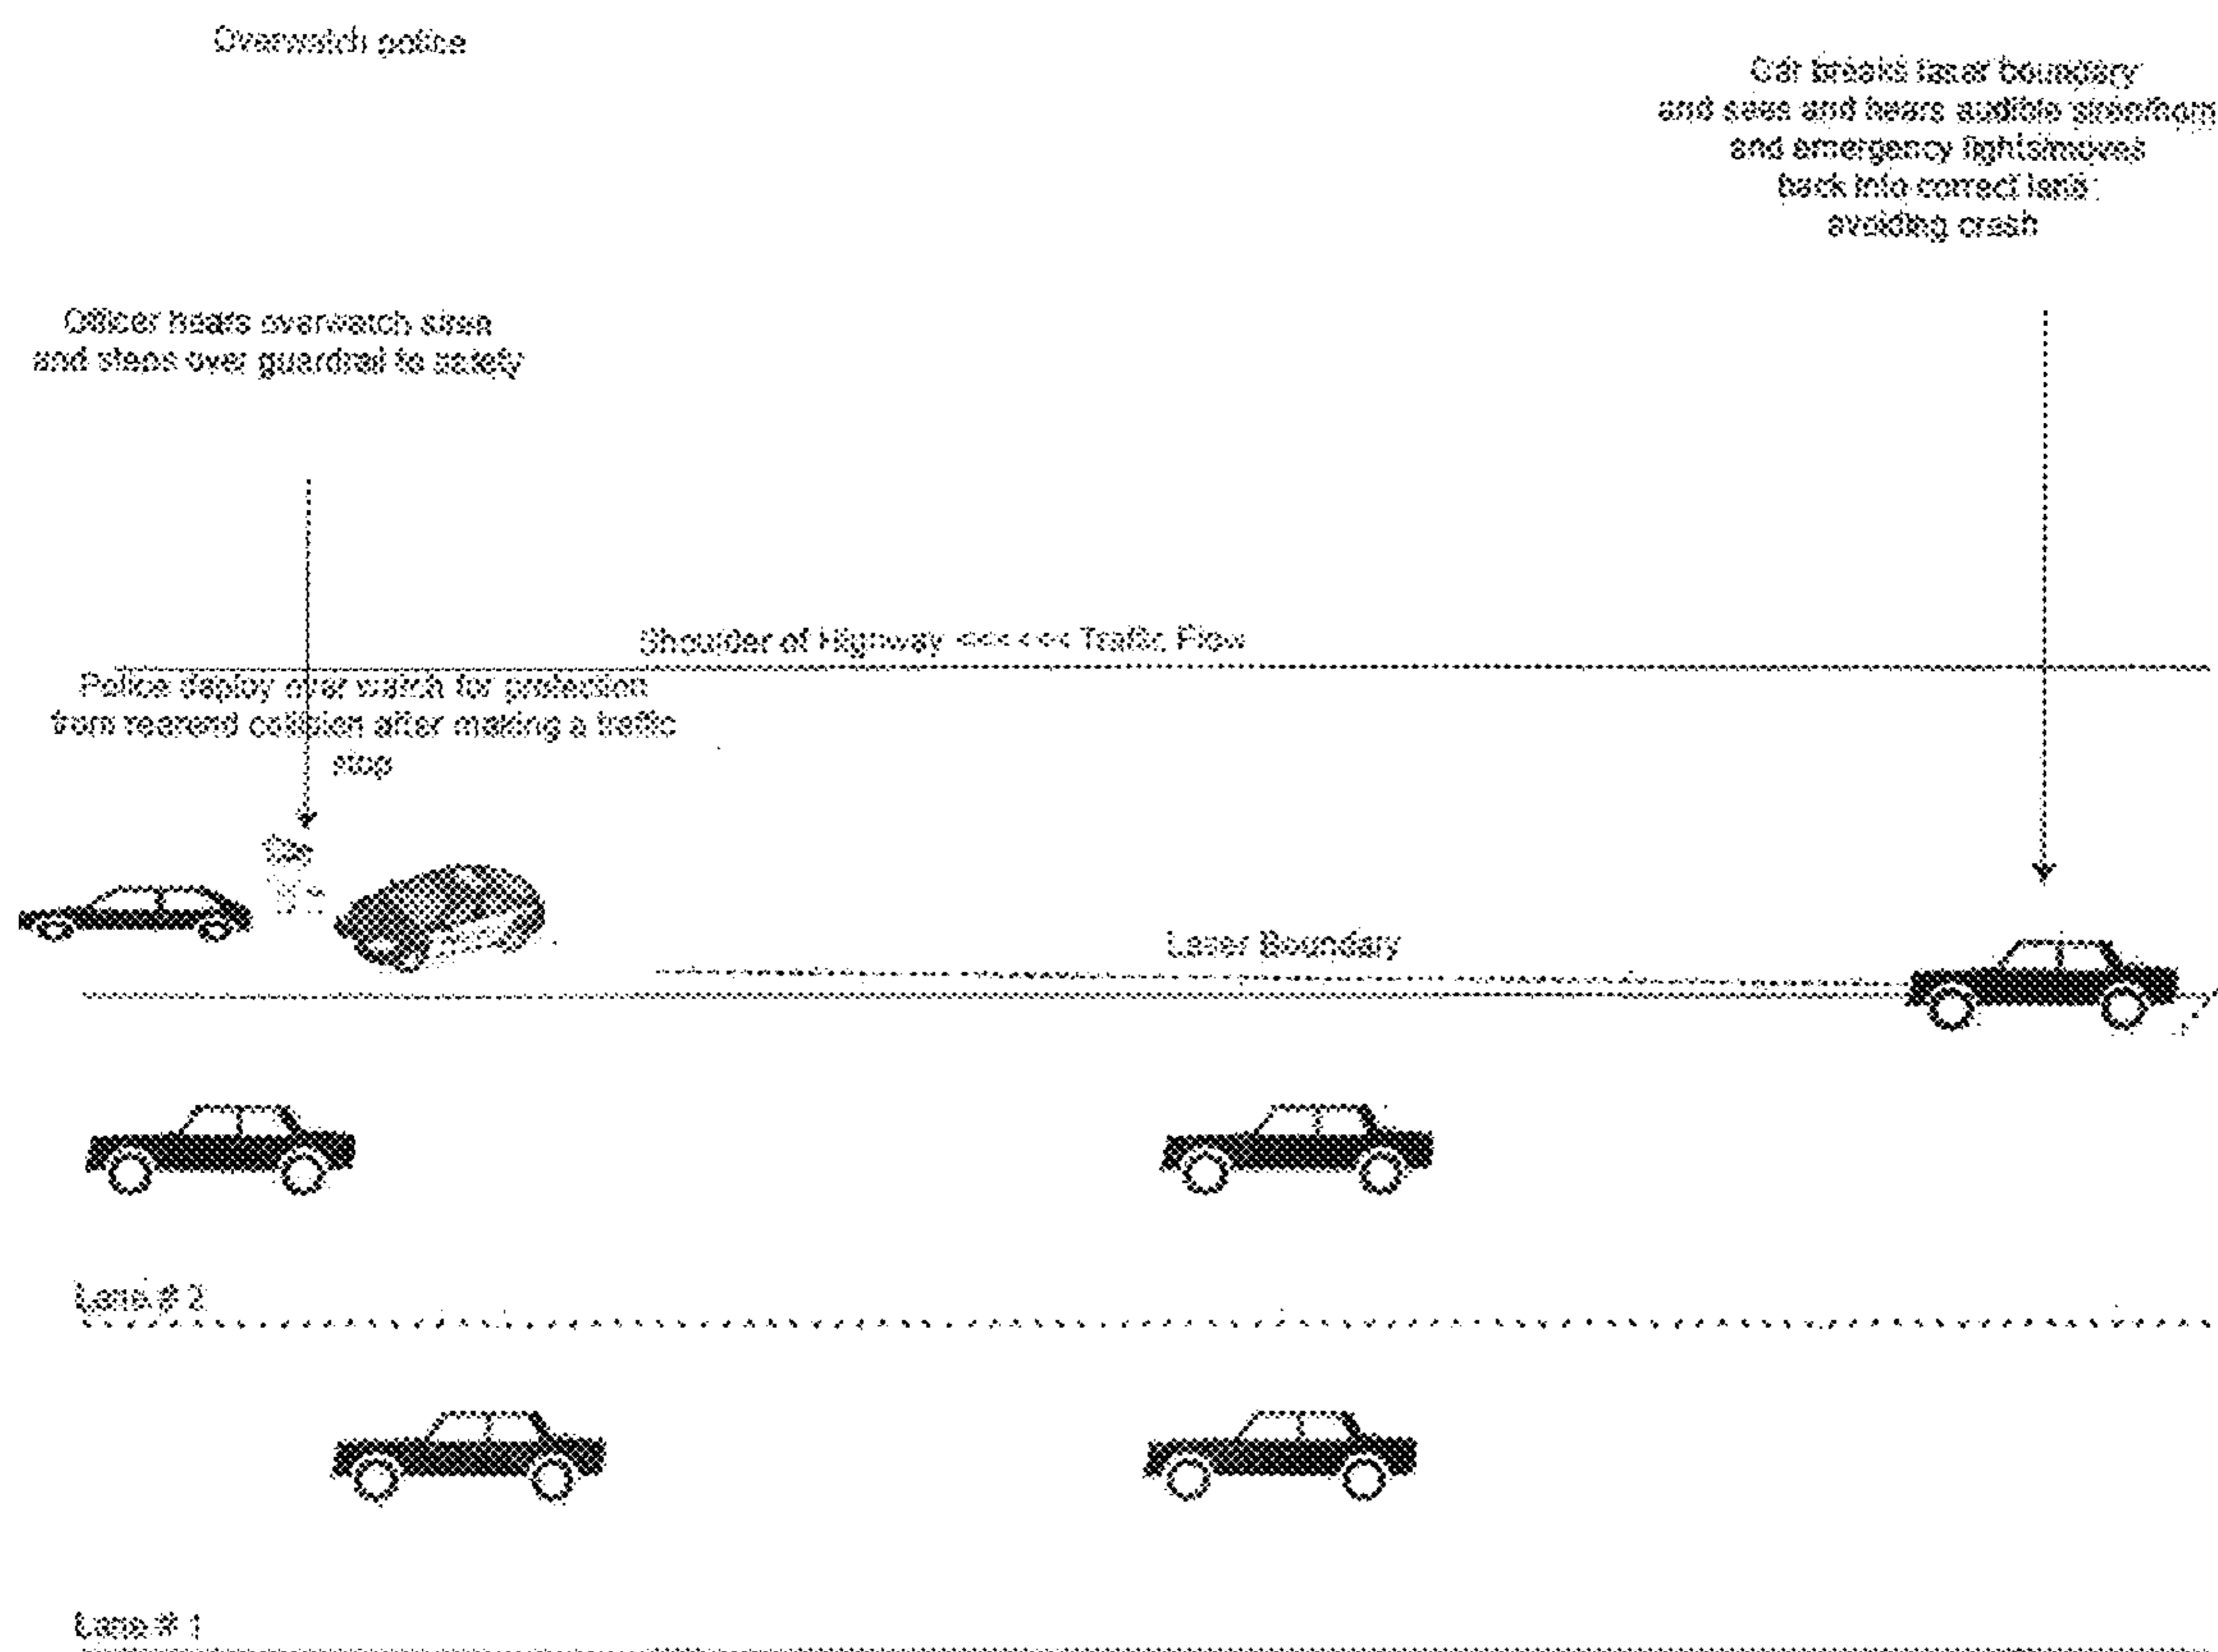 Overwatch police
Car breaks laser boundary
and sees and hears audible siren/horn
and emergency lights/moves
back into correct lane
avoiding crash
Officer hears overwatch siren
and steps over guardrail to safety
Shoulder of Highway <<<<<< Traffic Flow
Police deploy over watch for protection
from rearend collision after making a traffic
stop
Laser Boundary
Lane # 2
Lane # 1